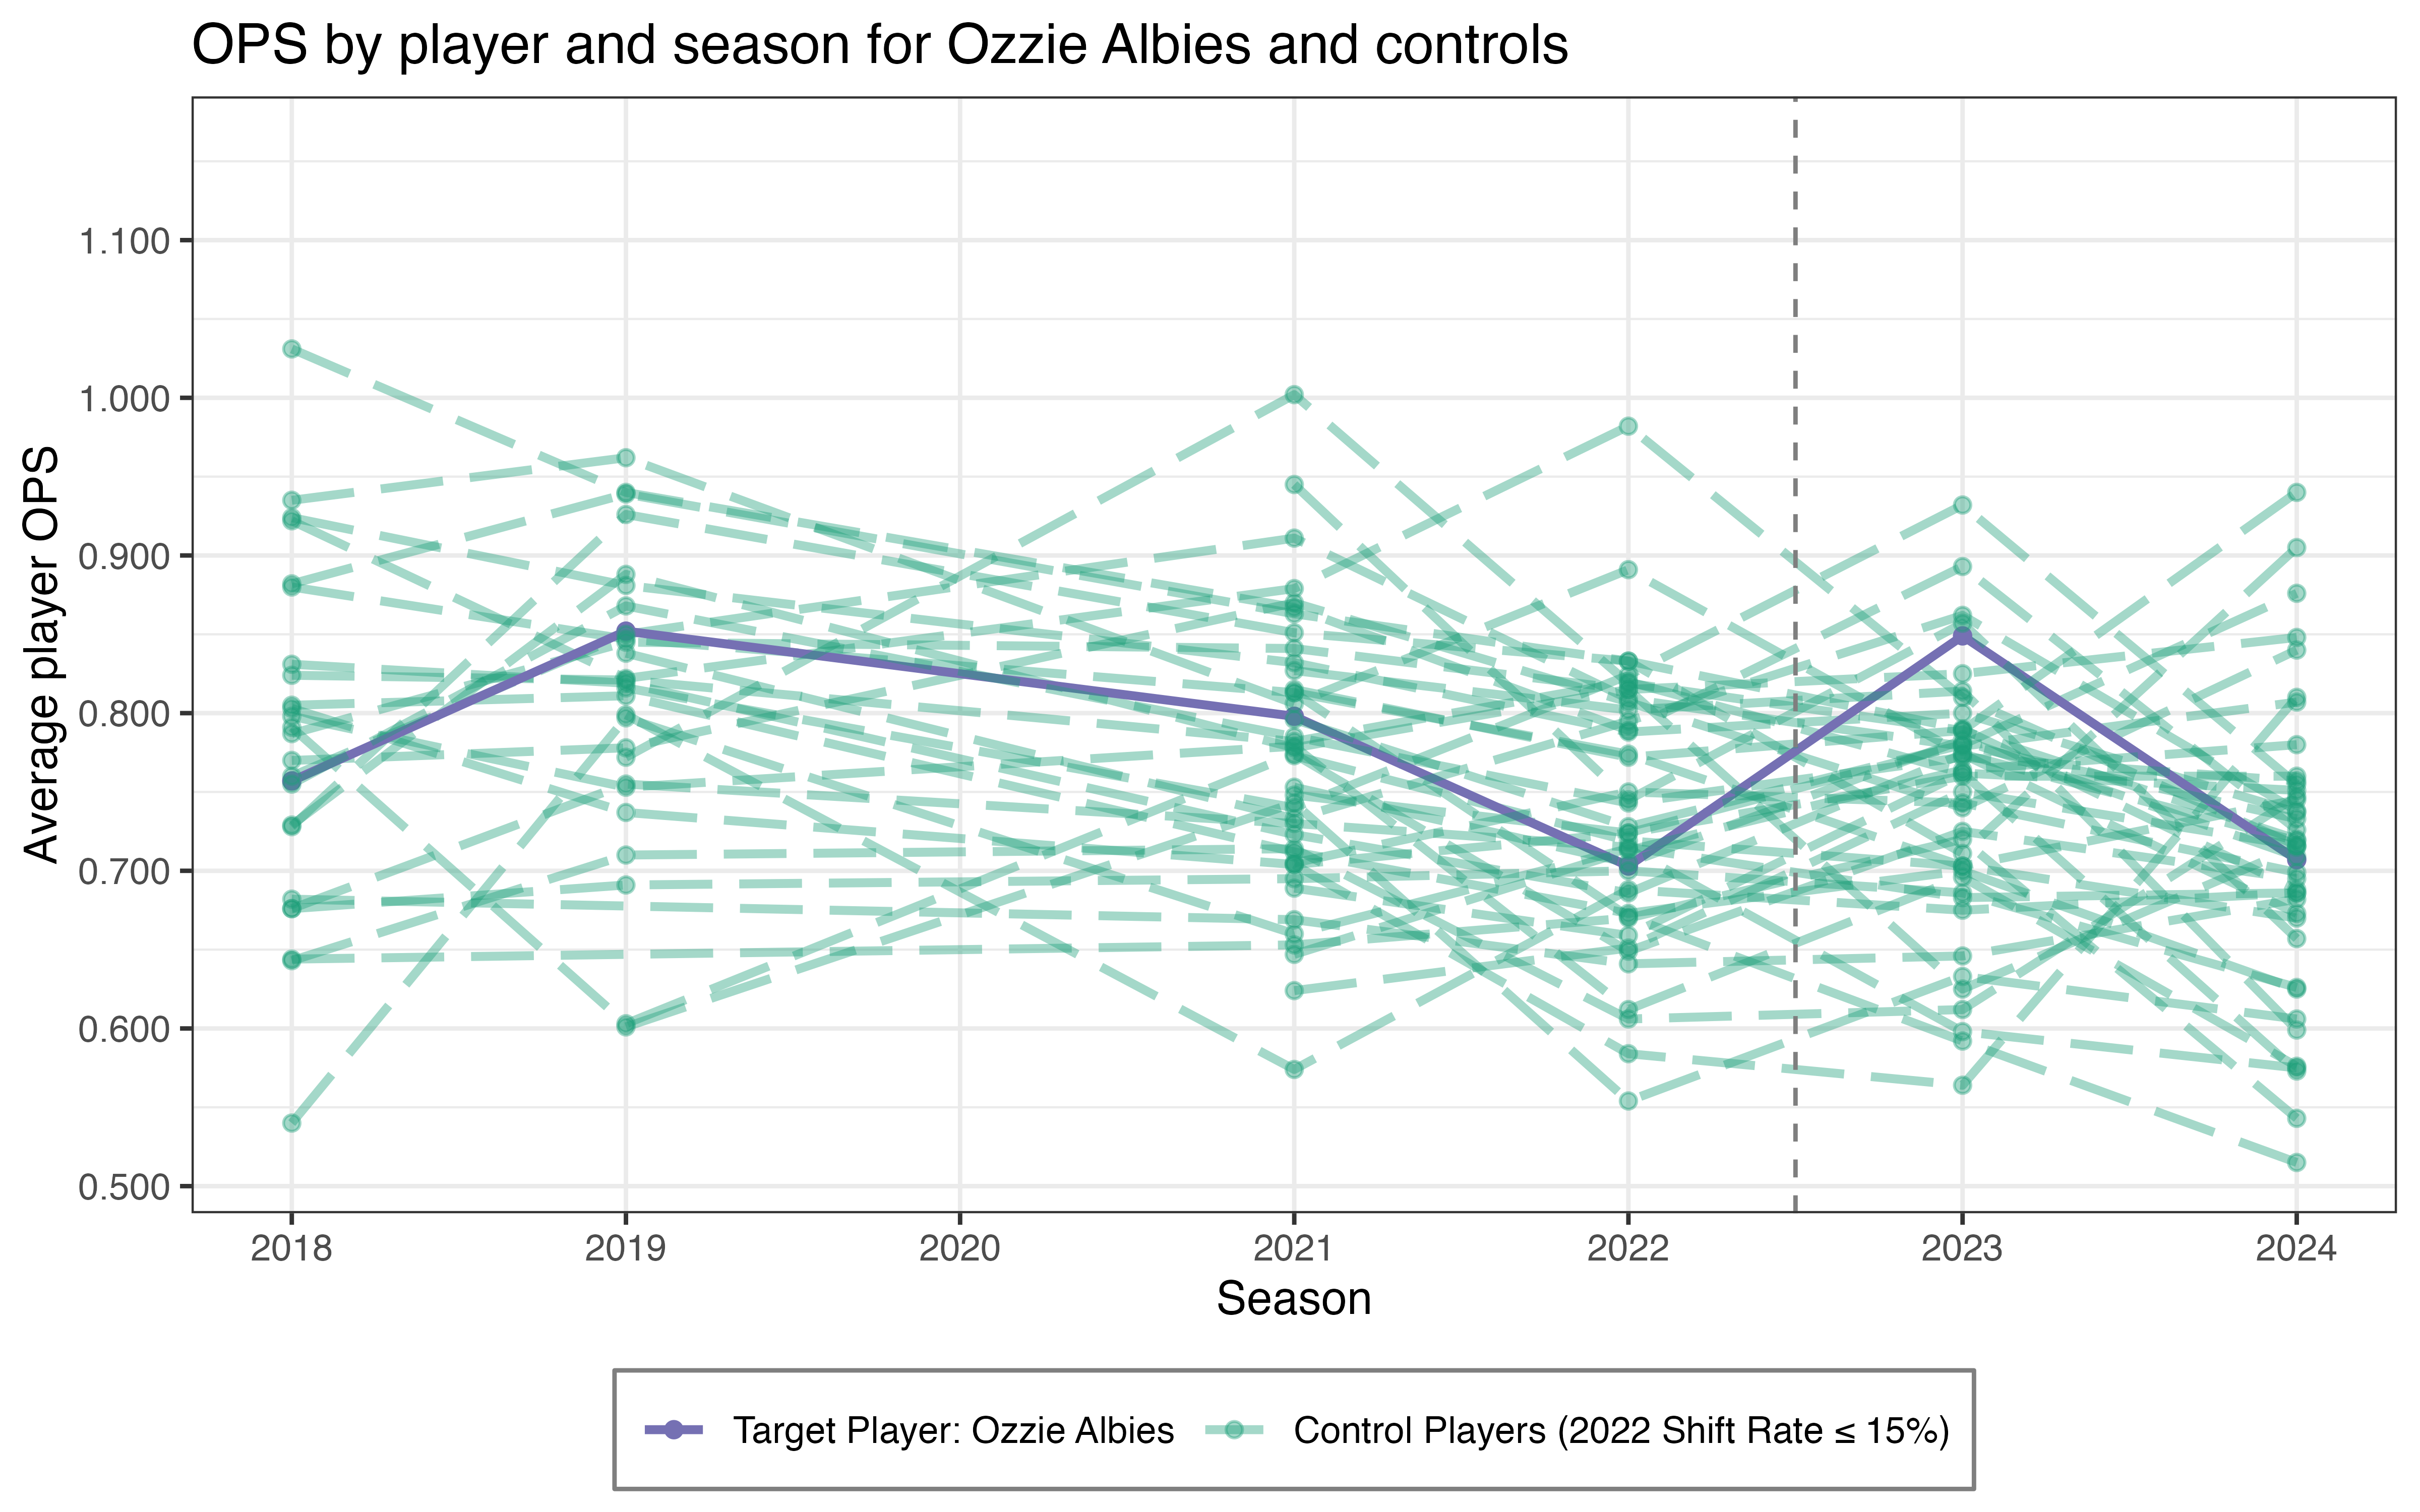 OPS by player and season for Ozzie Albies and controls
Average player OPS
1.100
1.000
0.900
0.800
0.700
0.600
0.500
2018 2019 2020 2021 2022 2023 2024
Season
Target Player: Ozzie Albies Control Players (2022 Shift Rate ≤ 15%)